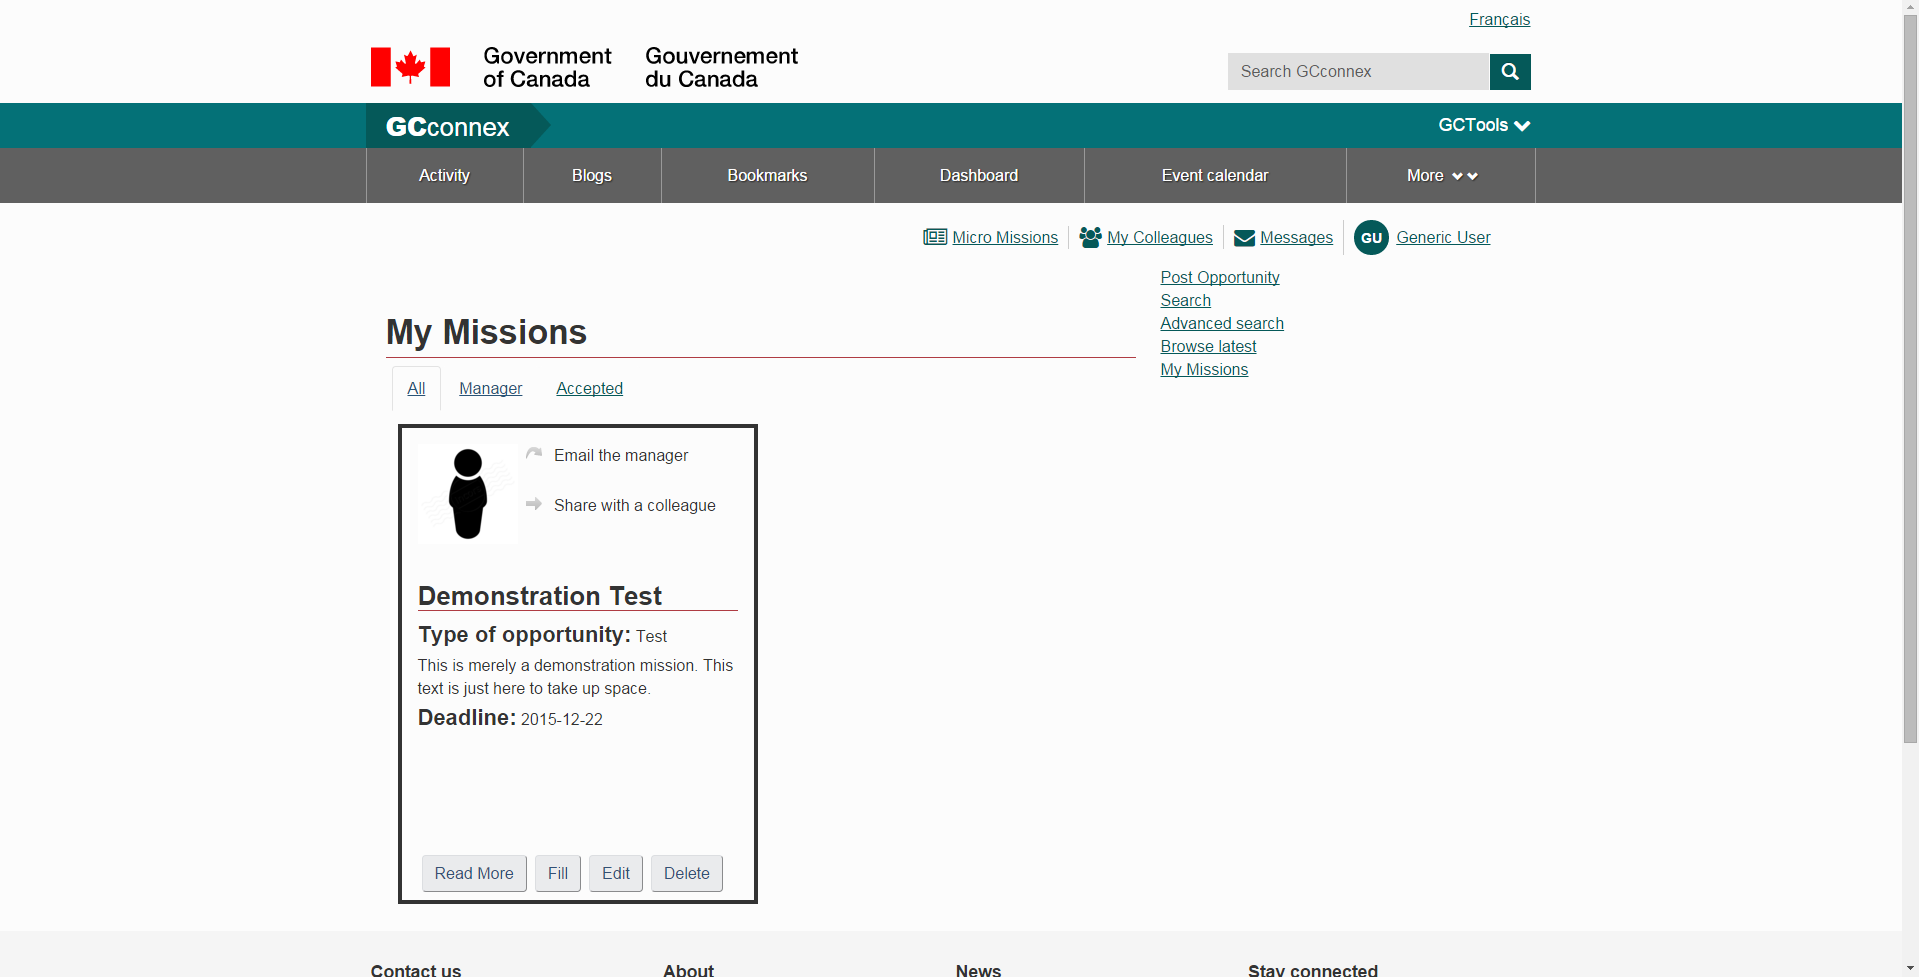 Français
Government of Canada
Gouvernement du Canada
Search GCconnex
GCconnex
GCTools
Activity
Blogs
Bookmarks
Dashboard
Event calendar
More
Micro Missions
My Colleagues
Messages
GU
Generic User
Post Opportunity
Search
Advanced search
Browse latest
My Missions
My Missions
All
Manager
Accepted
Email the manager
Share with a colleague
Demonstration Test
Type of opportunity: Test
This is merely a demonstration mission. This
text is just here to take up space.
Deadline: 2015-12-22
Read More
Fill
Edit
Delete
Contact us
About
News
Stay connected